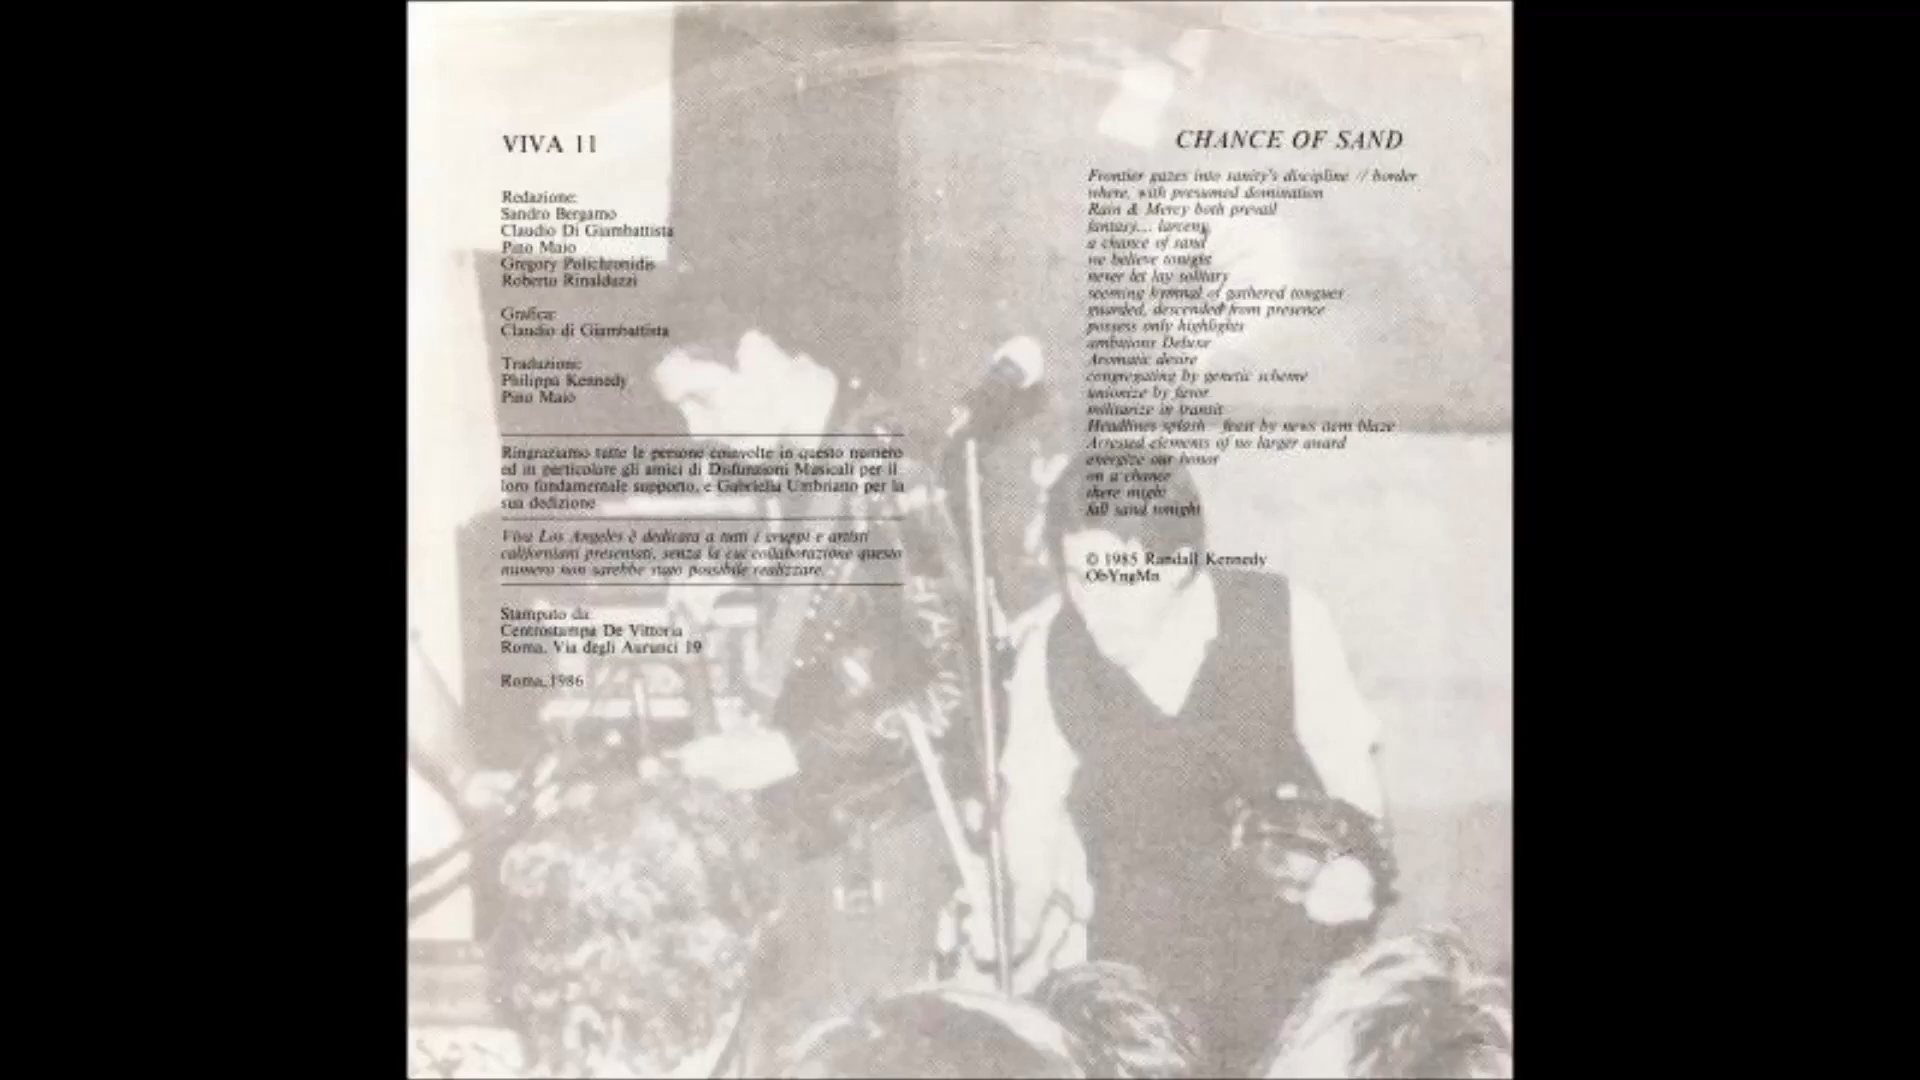 VIVA 11
Redazione:
Sandro Bergamo
Claudio Di Giambattista
Pino Maio
Gregory Polichronidis
Roberto Rinalduzzi
Grafica:
Claudio di Giambattista
Traduzione:
Philippa Kennedy
Pino Maio
Ringraziamo tutte le persone coinvolte in questo numero
ed in particolare gli amici di Disfunzioni Musicali per il
loro fondamentale supporto, e Gabriella Umbriano per la
sua dedizione
Viva Los Angeles è dedicata a tutti i gruppi e artisti
californiani presentati, senza la cui collaborazione questo
numero non sarebbe stato possibile realizzare.
Stampato da:
Centrostampa De Vittoria
Roma, Via degli Aurunci 19
Roma, 1986
CHANCE OF SAND
Frontier gazes into sanity's discipline // border
where, with presumed domination
Rain & Mercy both prevail
fantasy... larceny,
a chance of sand
we believe tonight
never let lay solitary
seeming hymnal of gathered tongues
guarded, descended from presence
possess only highlights
ambitious Deluxe
Aromatic desire
congregating by genetic scheme
unionize by favor
militarize in transit
Headlines splash feast by news item blaze
Arrested elements of no larger award
energize our honor
on a chance
there might
fall sand tonight
© 1985 Randall Kennedy
ObYngMn